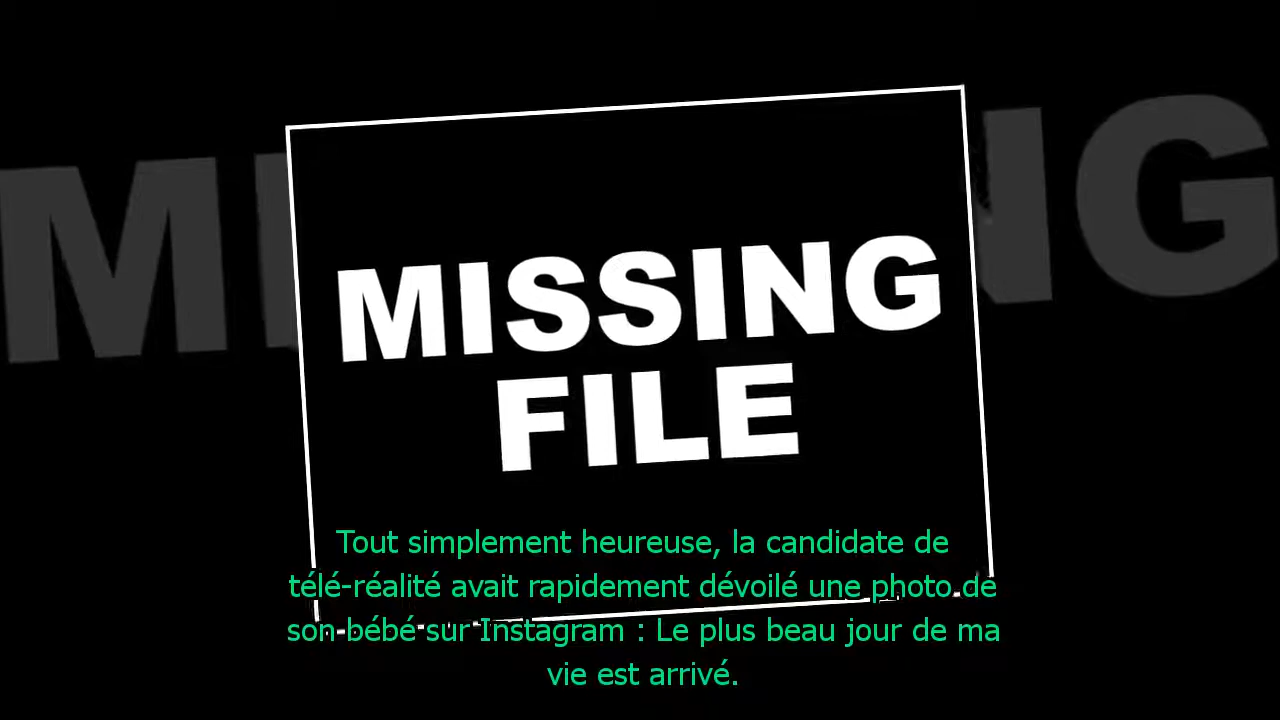 MISSING
FILE
Tout simplement heureuse, la candidate de
télé-réalité avait rapidement dévoilé une photo de
son bébé sur Instagram : Le plus beau jour de ma
vie est arrivé.